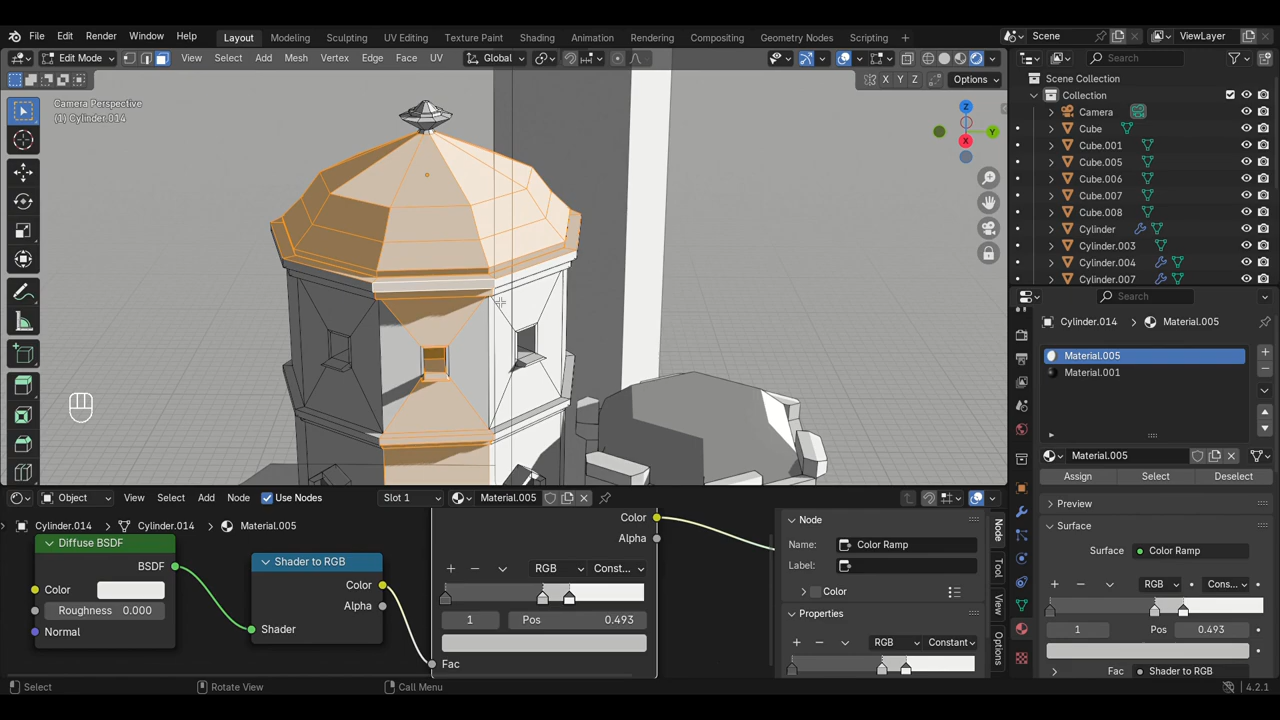 File Edit Render Window Help Layout Modeling Sculpting UV Editing Texture Paint Shading Animation Rendering Compositing Geometry Nodes Scripting Scene ViewLayer
Edit Mode View Select Add Mesh Vertex Edge Face UV Global Search
X Y Z Options
Camera Perspective
(1) Cylinder.014
Z
Y
X
Scene Collection
Collection
Camera
Cube
Cube.001
Cube.005
Cube.006
Cube.007
Cube.008
Cylinder
Cylinder.003
Cylinder.004
Cylinder.007
Search
Cylinder.014 Material.005
Material.005
Material.001
Material.005
Assign Select Deselect
Preview
Surface
Surface Color Ramp
RGB Cons...
1 Pos 0.493
Fac Shader to RGB
Object View Select Add Node Use Nodes Slot 1 Material.005
Cylinder.014 Cylinder.014 Material.005
Diffuse BSDF
BSDF
Color
Roughness 0.000
Normal
Shader to RGB
Color
Alpha
Shader
Color
Alpha
RGB Const...
1 Pos 0.493
Fac
Node
Name: Color Ramp
Label:
Color
Properties
RGB Constant
Node
Tool
View
Options
Select Rotate View Call Menu 4.2.1